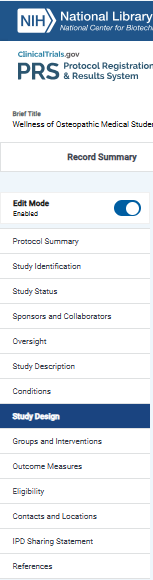 NIH National Library
National Center for Biotech
ClinicalTrials.gov
PRS Protocol Registration
& Results System
Brief Title
Wellness of Osteopathic Medical Studen
Record Summary
Edit Mode
Enabled
Protocol Summary
Study Identification
Study Status
Sponsors and Collaborators
Oversight
Study Description
Conditions
Study Design
Groups and Interventions
Outcome Measures
Eligibility
Contacts and Locations
IPD Sharing Statement
References